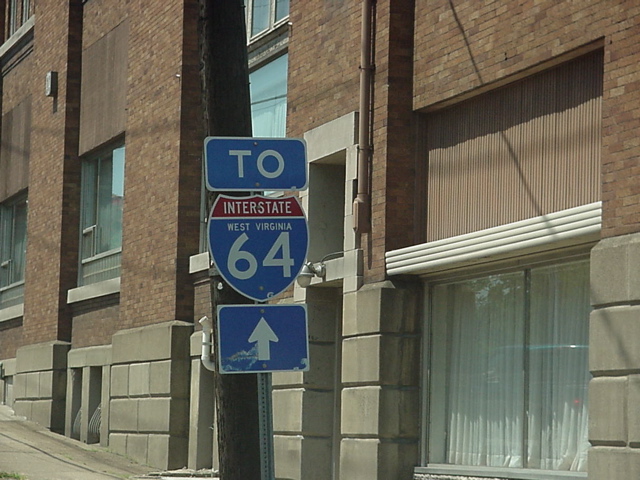 TO
INTERSTATE
WEST VIRGINIA
64